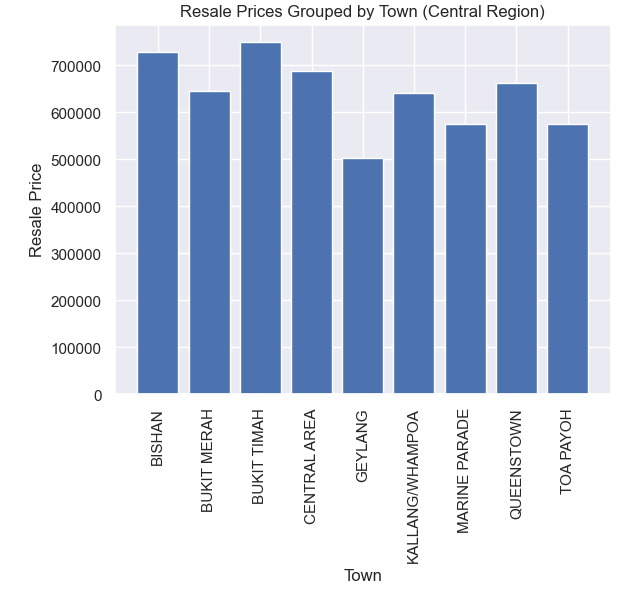 Resale Prices Grouped by Town (Central Region)
700000
600000
500000
400000
300000
200000
100000
0
Resale Price
BISHAN
BUKIT MERAH
BUKIT TIMAH
CENTRAL AREA
GEYLANG
KALLANG/WHAMPOA
MARINE PARADE
QUEENSTOWN
TOA PAYOH
Town